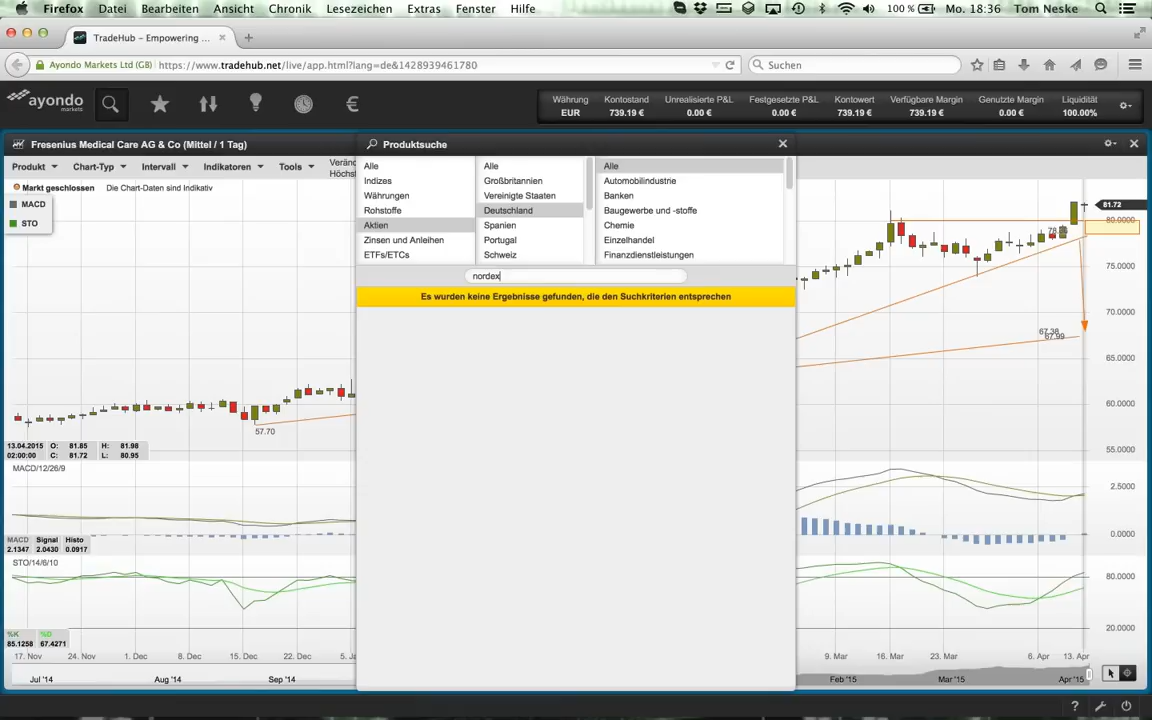 Firefox Datei Bearbeiten Ansicht Chronik Lesezeichen Extras Fenster Hilfe 100 % Mo. 18:36 Tom Neske
TradeHub – Empowering ...
Ayondo Markets Ltd (GB) https://www.tradehub.net/live/app.html?lang=de&1428939461780 Suchen
ayondo
markets
Währung Kontostand Unrealisierte P&L Festgesetzte P&L Kontowert Verfügbare Margin Genutzte Margin Liquidität
EUR 739.19 € 0.00 € 0.00 € 739.19 € 739.19 € 0.00 € 100.00%
Fresenius Medical Care AG & Co (Mittel / 1 Tag)
Produktsuche
Produkt Chart-Typ Intervall Indikatoren Tools
Veränd
Höchs
Markt geschlossen Die Chart-Daten sind Indikativ
MACD
STO
Alle
Indizes
Währungen
Rohstoffe
Aktien
Zinsen und Anleihen
ETFs/ETCs
Alle
Großbritannien
Vereinigte Staaten
Deutschland
Spanien
Portugal
Schweiz
Alle
Automobilindustrie
Banken
Baugewerbe und -stoffe
Chemie
Einzelhandel
Finanzdienstleistungen
nordex
Es wurden keine Ergebnisse gefunden, die den Suchkriterien entsprechen
81.72
80.0000
75.0000
70.0000
67.38
67.99
65.0000
60.0000
57.70
55.0000
13.04.2015 O: 81.85 H: 81.98
02:00:00 C: 81.72 L: 80.95
MACD/12/26/9
2.5000
0.0000
MACD Signal Histo
2.1347 2.0430 0.0917
STO/14/6/10
80.0000
20.0000
%K %D
85.1258 67.4271
17. Nov 24. Nov 1. Dec 8. Dec 15. Dec 22. Dec 5. Ja 9. Mar 16. Mar 23. Mar 6. Apr 13. Apr
Jul '14 Aug '14 Sep '14 Feb '15 Mar '15 Apr '15